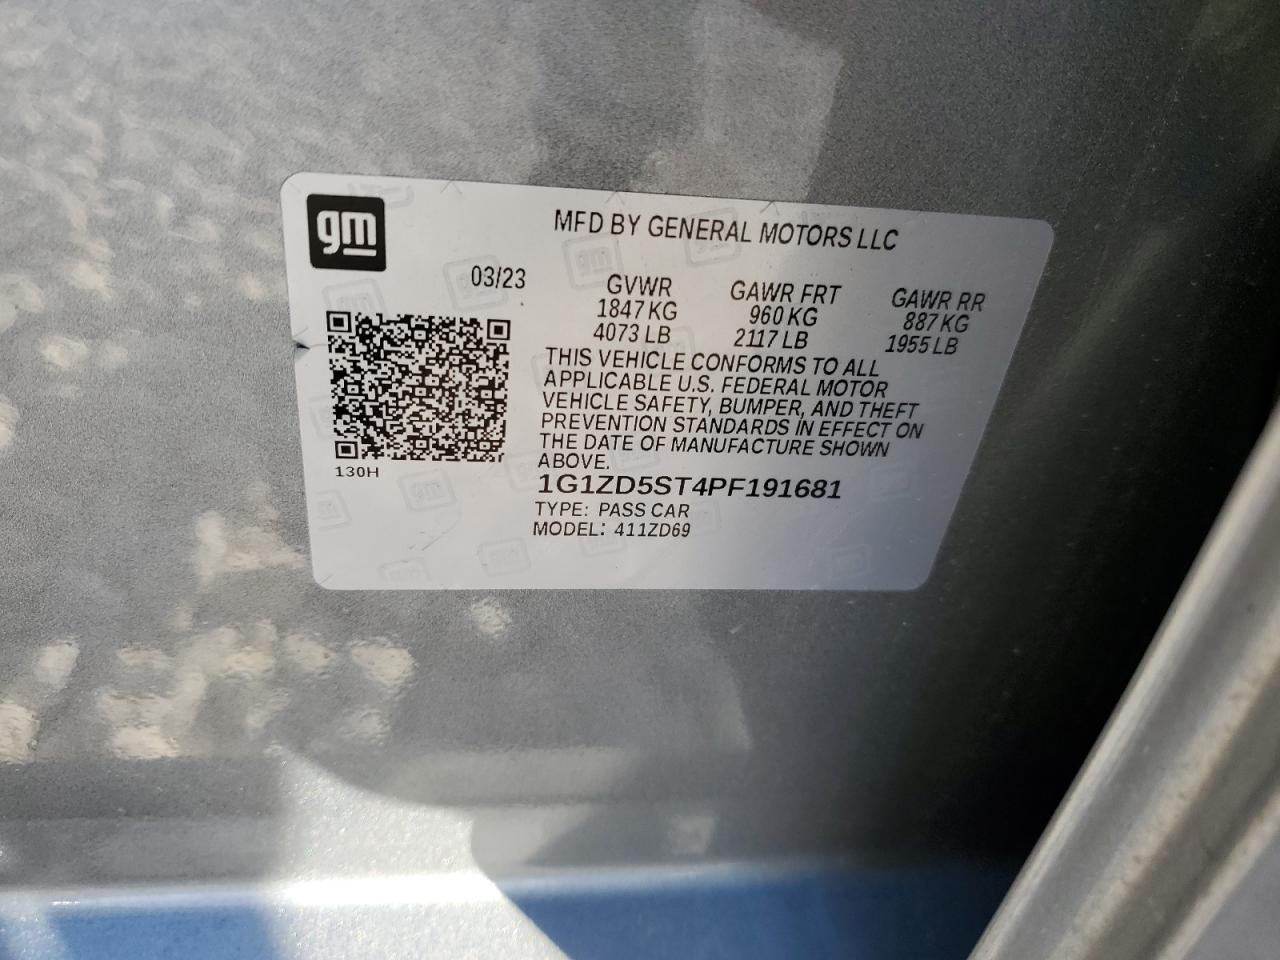 gm
MFD BY GENERAL MOTORS LLC
03/23
GVWR GAWR FRT GAWR RR
1847 KG 960 KG 887 KG
4073 LB 2117 LB 1955 LB
THIS VEHICLE CONFORMS TO ALL
APPLICABLE U.S. FEDERAL MOTOR
VEHICLE SAFETY, BUMPER, AND THEFT
PREVENTION STANDARDS IN EFFECT ON
THE DATE OF MANUFACTURE SHOWN
ABOVE.
130H
1G1ZD5ST4PF191681
TYPE: PASS CAR
MODEL: 411ZD69